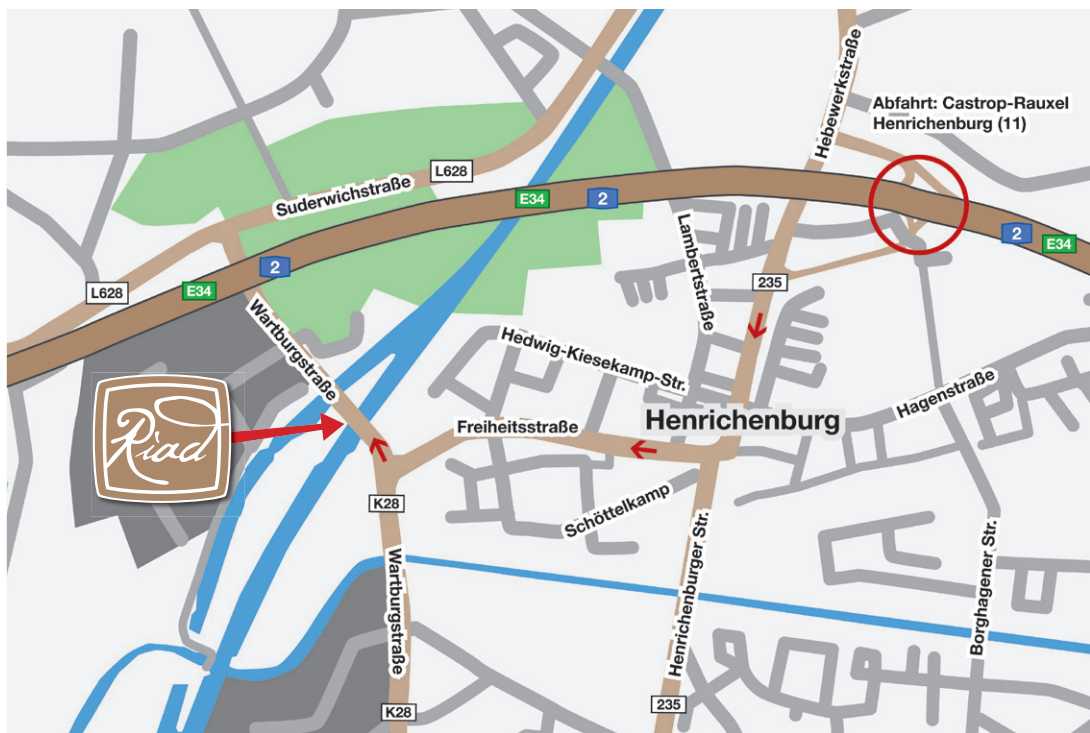 Hebewerkstraße
Abfahrt: Castrop-Rauxel
Henrichenburg (11)
L628
Suderwichstraße
E34
2
2
E34
2
E34
L628
Lambertstraße
235
Wartburgstraße
Hedwig-Kiesekamp-Str.
Hagenstraße
Riad
Freiheitsstraße
Henrichenburg
K28
Schöttelkamp
Wartburgstraße
Henrichenburger Str.
Borghagener Str.
K28
235